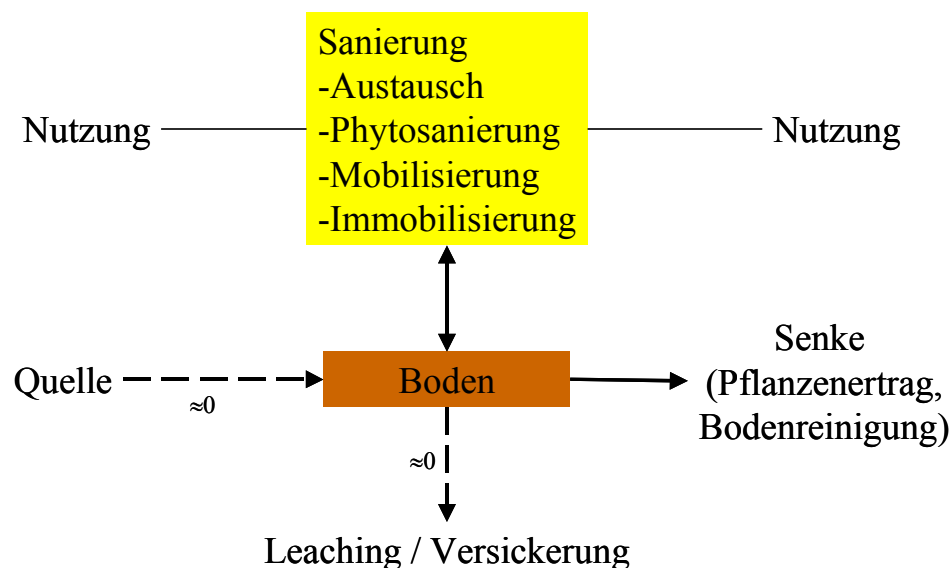 Sanierung
-Austausch
-Phytosanierung
-Mobilisierung
-Immobilisierung
Nutzung
Nutzung
Quelle
≈0
Boden
Senke
(Pflanzenertrag,
Bodenreinigung)
≈0
Leaching / Versickerung